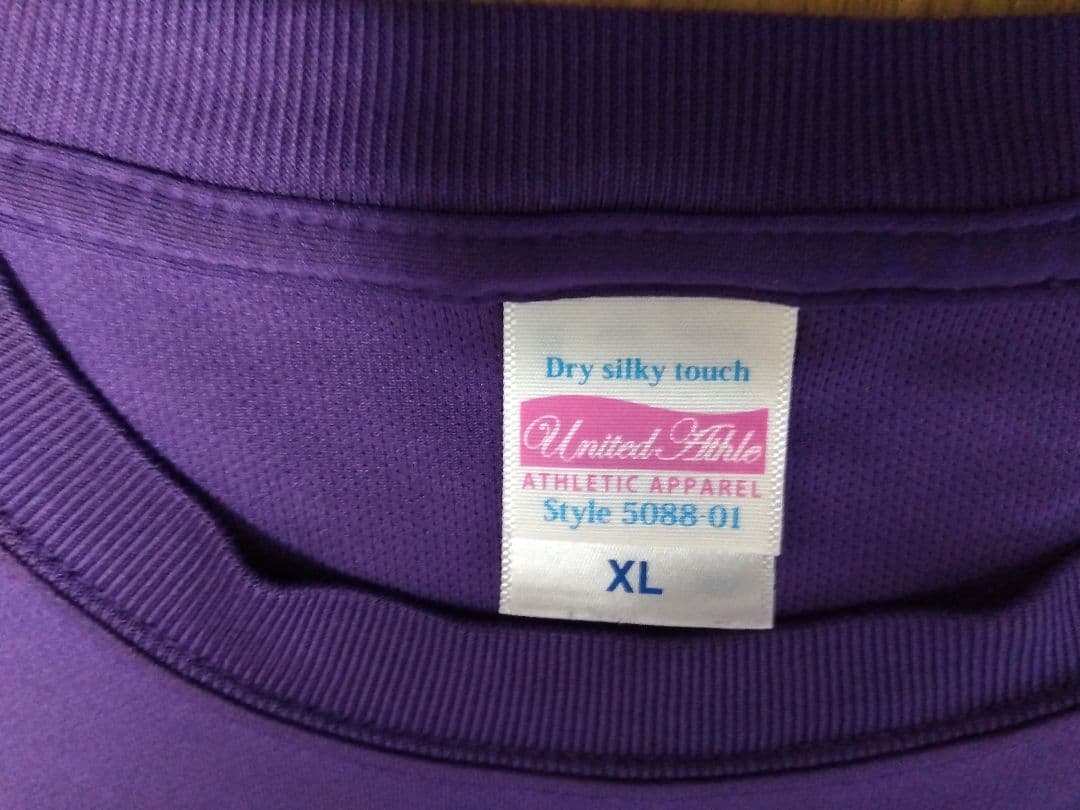 Dry silky touch
United Athle
ATHLETIC APPAREL
Style 5088-01
XL